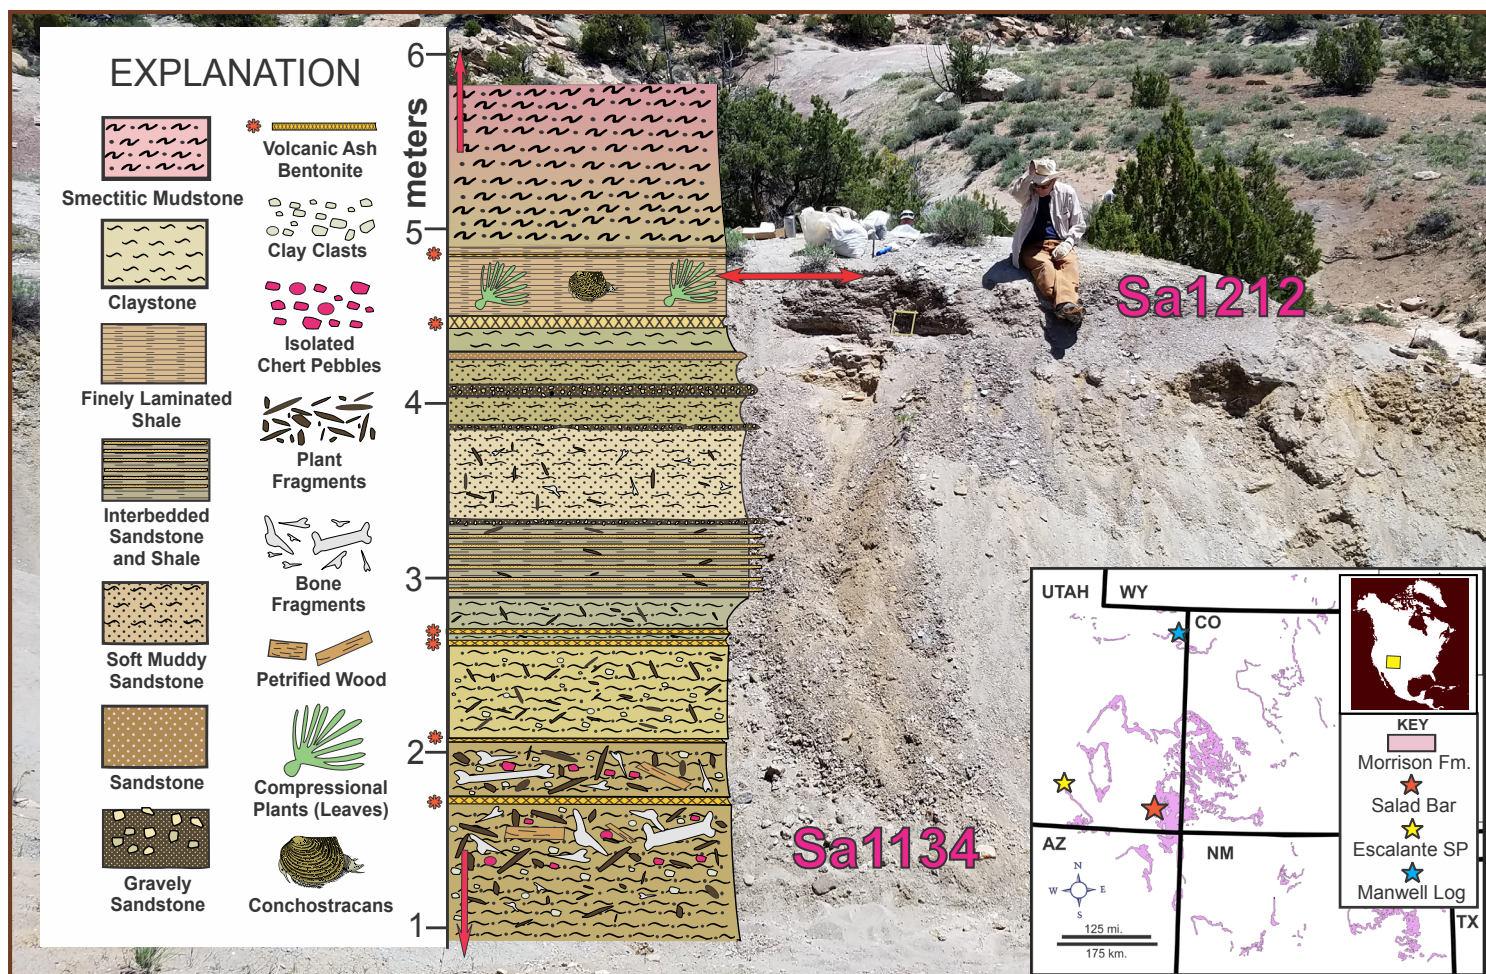 EXPLANATION
Smectitic Mudstone
Claystone
Finely Laminated
Shale
Interbedded
Sandstone
and Shale
Soft Muddy
Sandstone
Sandstone
Gravely
Sandstone
Volcanic Ash
Bentonite
Clay Clasts
Isolated
Chert Pebbles
Plant
Fragments
Bone
Fragments
Petrified Wood
Compressional
Plants (Leaves)
Conchostracans
meters
6
5
4
3
2
1
Sa1212
Sa1134
UTAH
WY
CO
AZ
NM
TX
N
W
E
S
125 mi.
175 km.
KEY
Morrison Fm.
Salad Bar
Escalante SP
Manwell Log